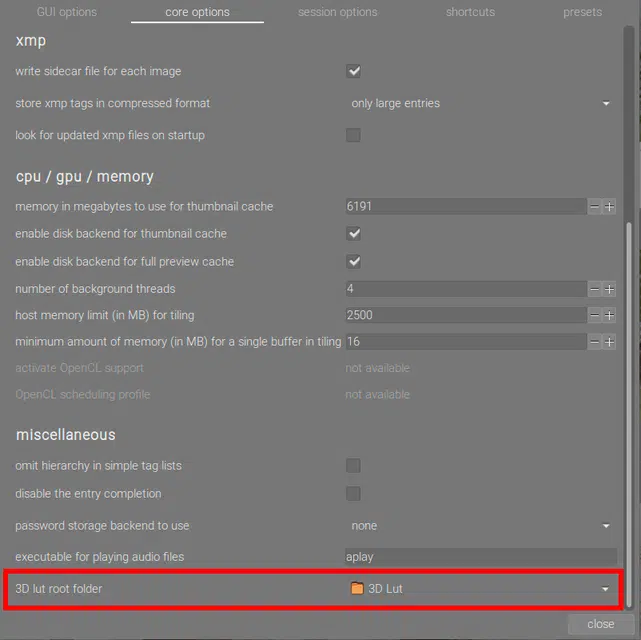 GUI options core options session options shortcuts presets
xmp
write sidecar file for each image
store xmp tags in compressed format only large entries
look for updated xmp files on startup
cpu / gpu / memory
memory in megabytes to use for thumbnail cache 6191
enable disk backend for thumbnail cache
enable disk backend for full preview cache
number of background threads 4
host memory limit (in MB) for tiling 2500
minimum amount of memory (in MB) for a single buffer in tiling 16
activate OpenCL support not available
OpenCL scheduling profile not available
miscellaneous
omit hierarchy in simple tag lists
disable the entry completion
password storage backend to use none
executable for playing audio files aplay
3D lut root folder 3D Lut
close